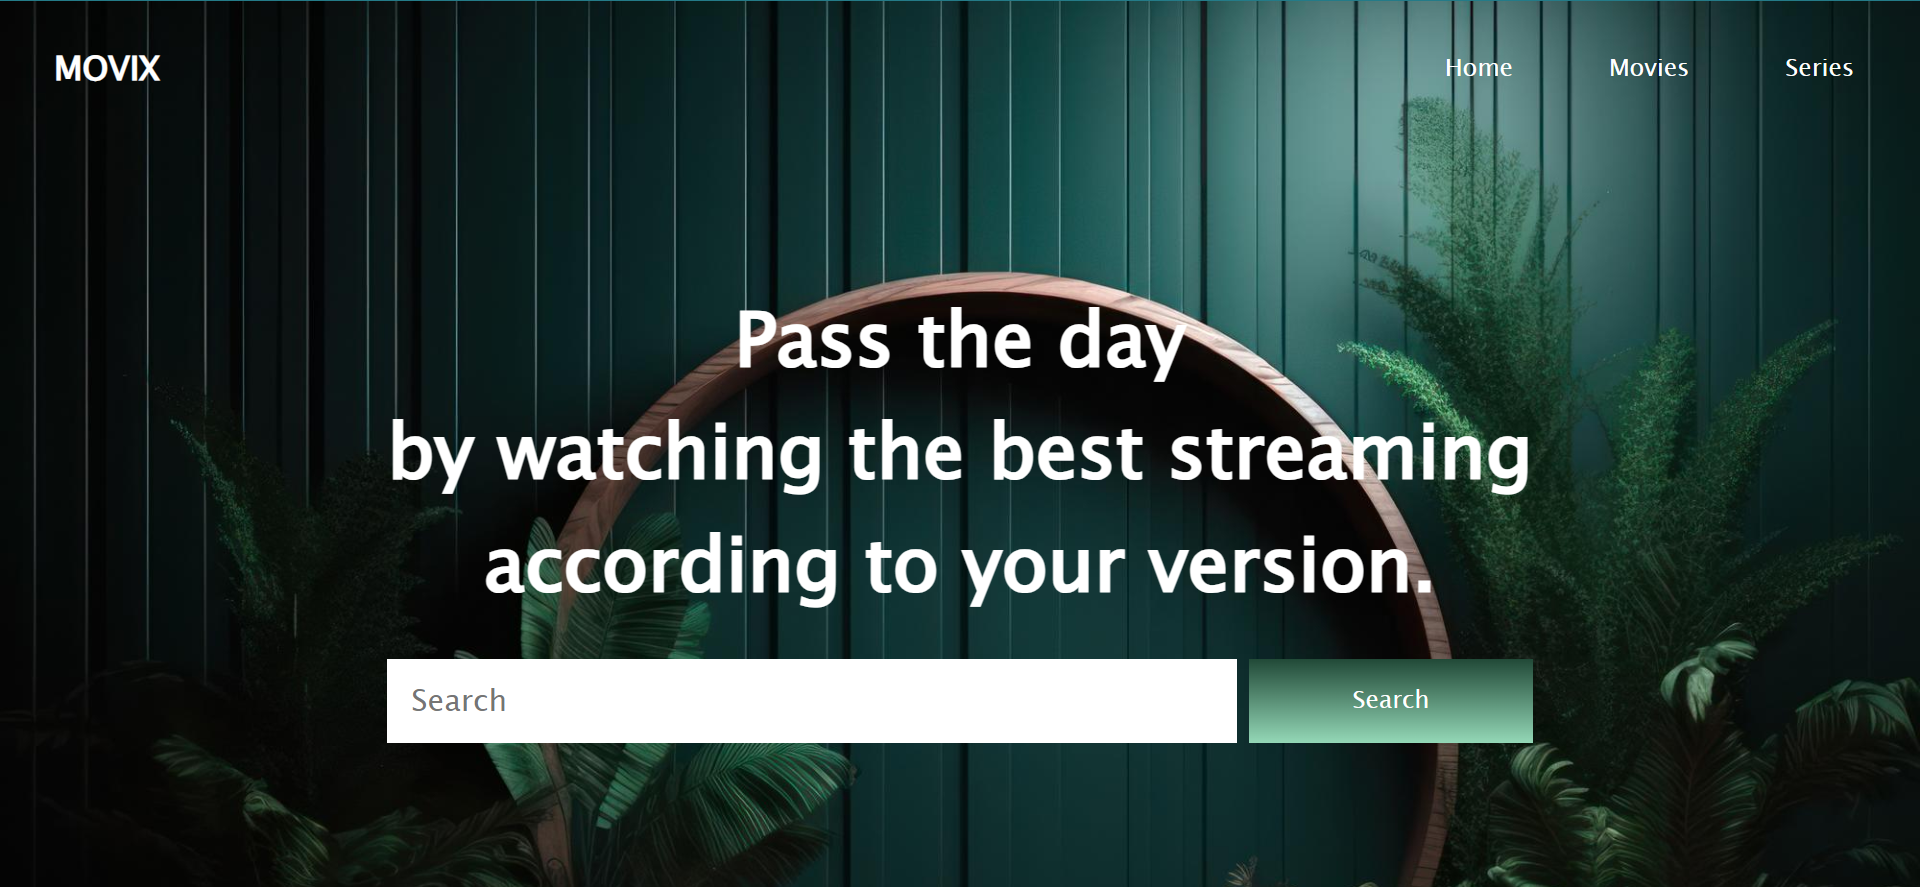 MOVIX
Home Movies Series
Pass the day
by watching the best streaming
according to your version.
Search Search